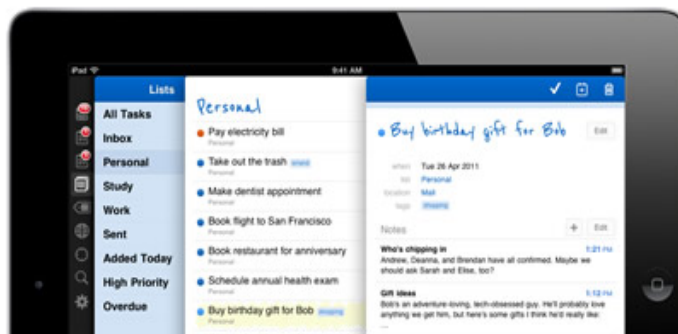 iPad
9:41 AM
Lists
All Tasks
Inbox
Personal
Study
Work
Sent
Added Today
High Priority
Overdue
Personal
Pay electricity bill
Personal
Take out the trash
Personal
Make dentist appointment
Personal
Book flight to San Francisco
Personal
Book restaurant for anniversary
Personal
Schedule annual health exam
Personal
Buy birthday gift for Bob shopping
Personal
Buy birthday gift for Bob Edit
when Tue 26 Apr 2011
list Personal
location Mall
tags shopping
Notes + Edit
Who's chipping in 1:21 PM
Andrew, Deanna, and Brendan have all confirmed. Maybe we
should ask Sarah and Elise, too?
Gift ideas 1:12 PM
Bob's an adventure-loving, tech-obsessed guy. He'll probably love
anything we get him, but here's some gifts I think he'd really like:
...